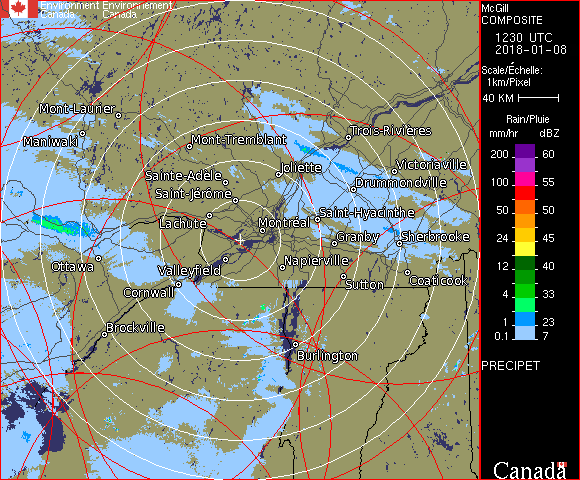 Environment Environnement
Canada Canada
McGill
COMPOSITE
1230 UTC
2018-01-08
Scale/Échelle:
1km/Pixel
40 KM
Rain/Pluie
mm/hr dBZ
200 60
100 55
50 50
24 45
12 40
4 33
1 23
0.1 7
PRECIPET
Canada
Mont-Laurier
Maniwaki
Mont-Tremblant
Trois-Rivières
Sainte-Adèle
Joliette
Victoriaville
Saint-Jérôme
Drummondville
Lachute
Montréal
Saint-Hyacinthe
Granby
Sherbrooke
Ottawa
Valleyfield
Napierville
Cornwall
Sutton
Coaticook
Brockville
Burlington